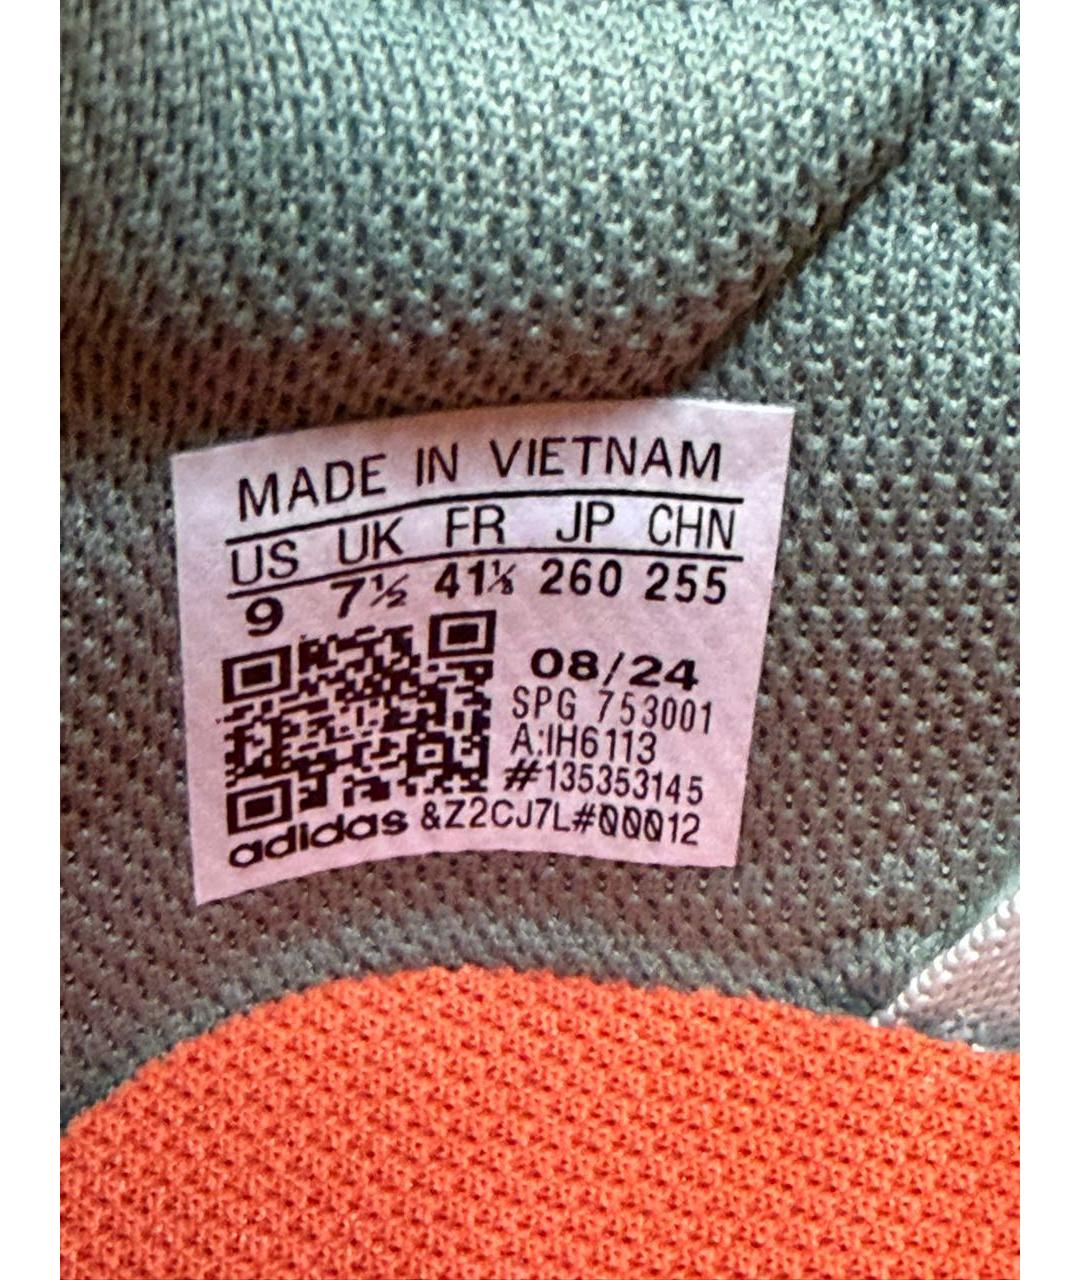 MADE IN VIETNAM
US UK FR JP CHN
9 7½ 41⅓ 260 255
08/24
SPG 753001
A:IH6113
#135353145
adidas &Z2CJ7L#00012